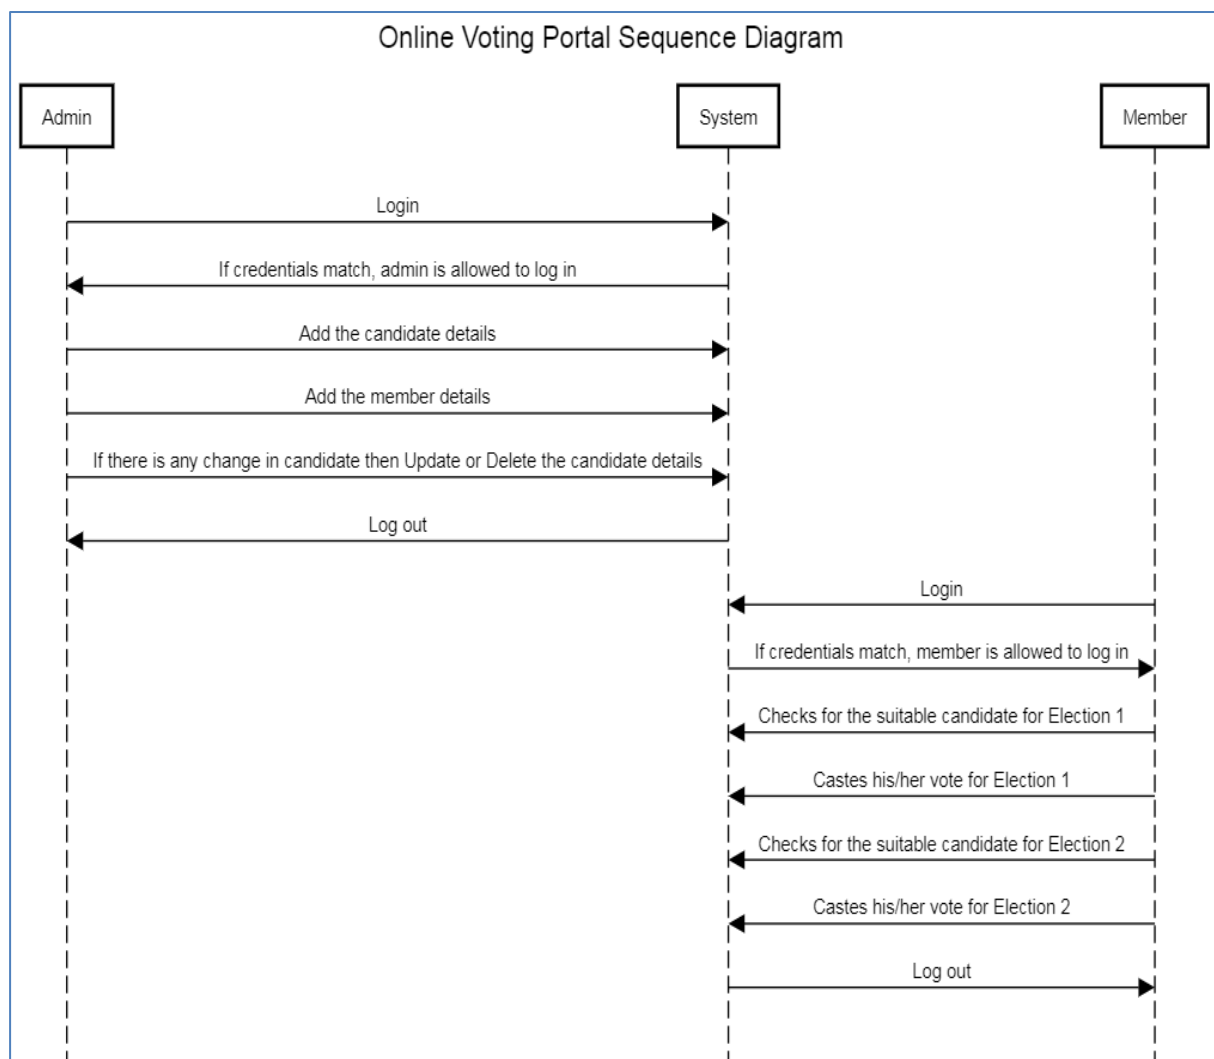 Online Voting Portal Sequence Diagram
Admin
System
Member
Login
If credentials match, admin is allowed to log in
Add the candidate details
Add the member details
If there is any change in candidate then Update or Delete the candidate details
Log out
Login
If credentials match, member is allowed to log in
Checks for the suitable candidate for Election 1
Castes his/her vote for Election 1
Checks for the suitable candidate for Election 2
Castes his/her vote for Election 2
Log out